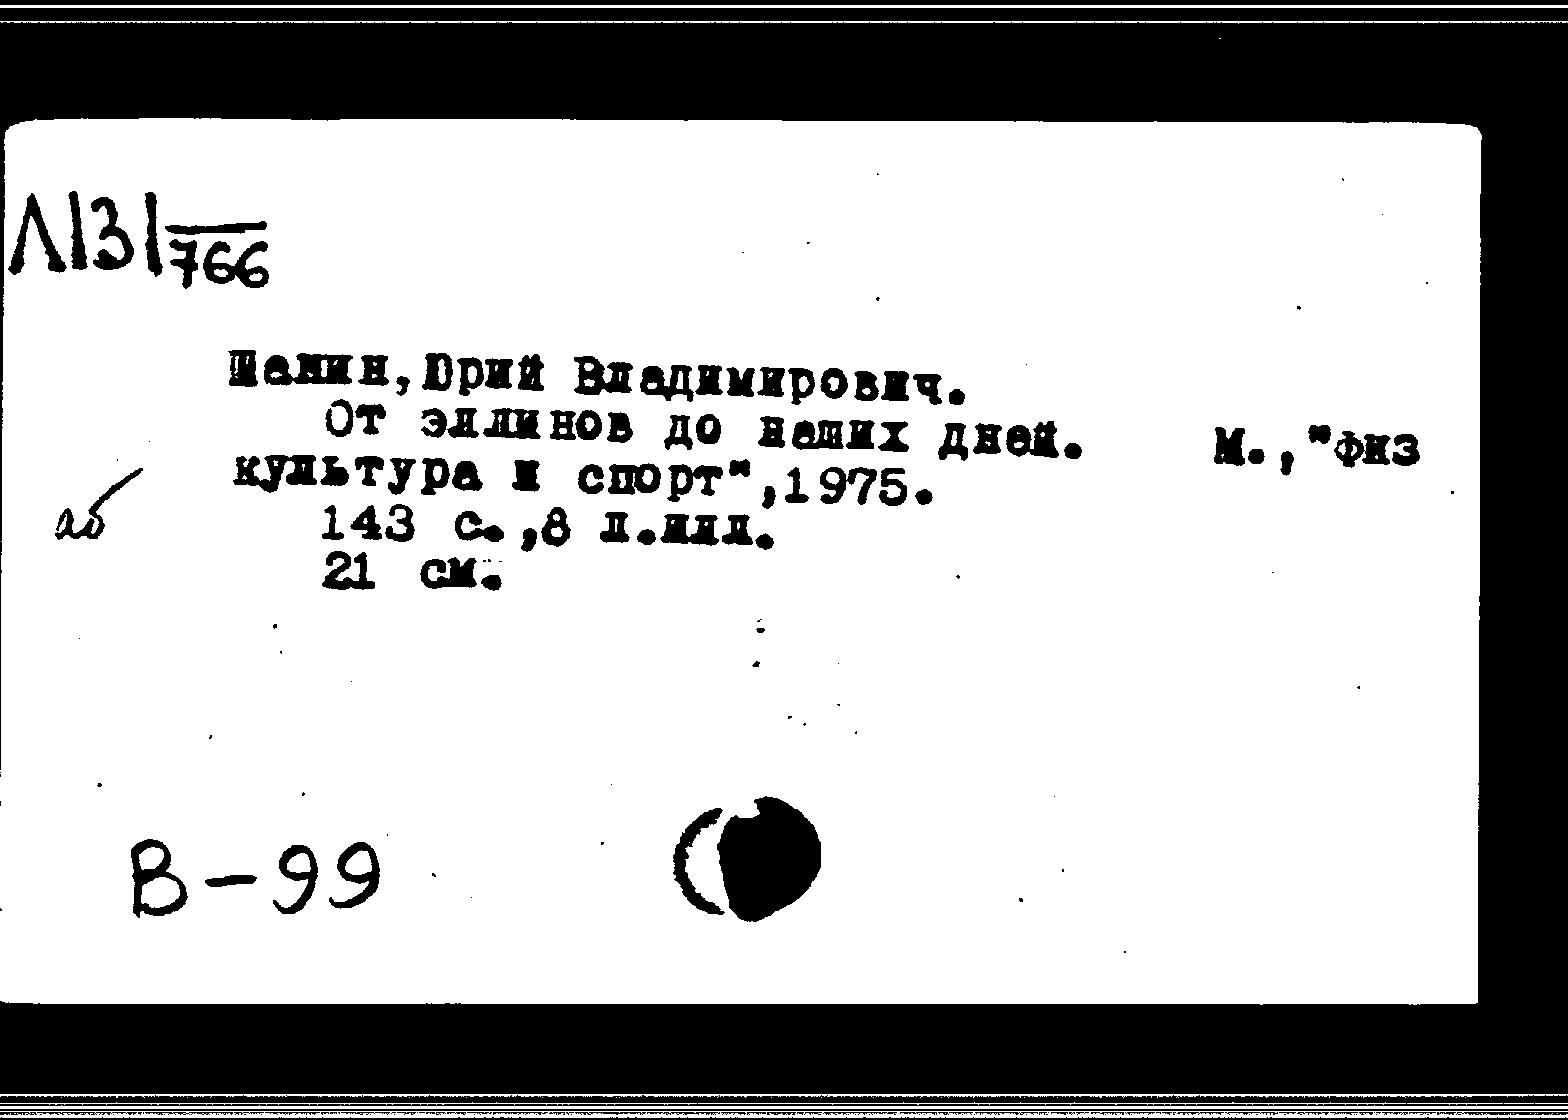 Л131/766
Шанин, Юрий Владимирович.
От эллинов до наших дней. М., "Физ
культура и спорт", 1975.
143 с., 8 л.илл.
21 см.
аб
В-99